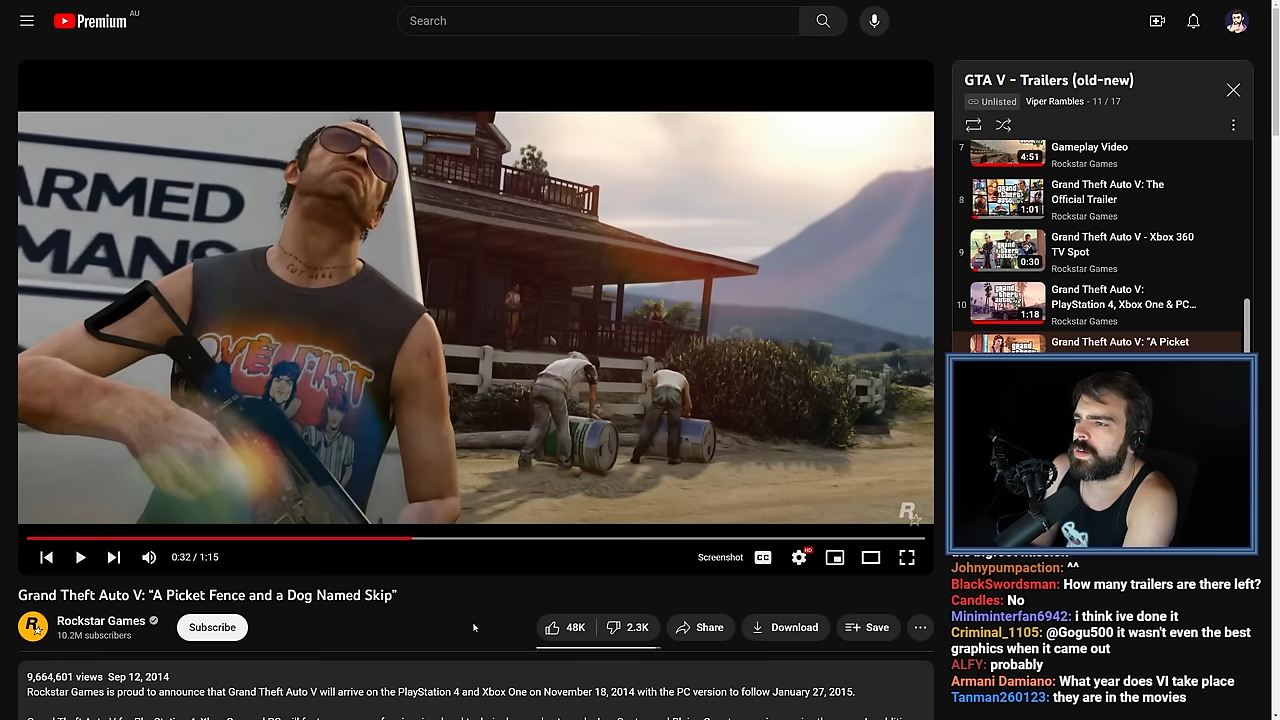 Premium AU
Search
ARMED
MANS
CUT HERE
LOVE FIST
R
Screenshot
CC
HD
0:32 / 1:15
Grand Theft Auto V: “A Picket Fence and a Dog Named Skip”
Rockstar Games
10.2M subscribers
Subscribe
48K
2.3K
Share
Download
Save
9,664,601 views Sep 12, 2014
Rockstar Games is proud to announce that Grand Theft Auto V will arrive on the PlayStation 4 and Xbox One on November 18, 2014 with the PC version to follow January 27, 2015.
GTA V - Trailers (old-new)
Unlisted Viper Rambles - 11 / 17
7
4:51
Gameplay Video
Rockstar Games
8
1:01
Grand Theft Auto V: The
Official Trailer
Rockstar Games
9
0:30
Grand Theft Auto V - Xbox 360
TV Spot
Rockstar Games
10
1:18
Grand Theft Auto V:
PlayStation 4, Xbox One & PC...
Rockstar Games
Grand Theft Auto V: “A Picket
Johnypumpaction: ^^
BlackSwordsman: How many trailers are there left?
Candles: No
Miniminterfan6942: i think ive done it
Criminal_1105: @Gogu500 it wasn't even the best
graphics when it came out
ALFY: probably
Armani Damiano: What year does VI take place
Tanman260123: they are in the movies